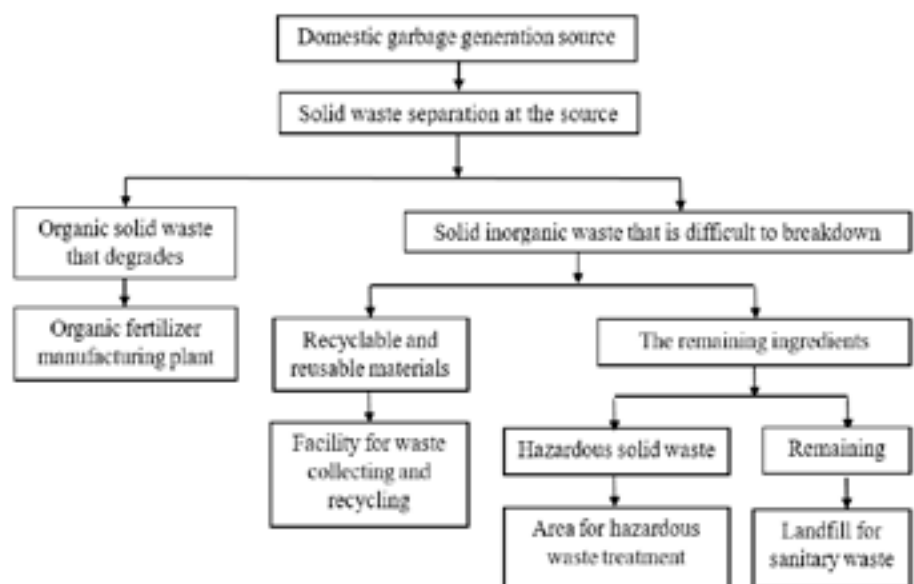 Domestic garbage generation source
Solid waste separation at the source
Organic solid waste
that degrades
Solid inorganic waste that is difficult to breakdown
Organic fertilizer
manufacturing plant
Recyclable and
reusable materials
The remaining ingredients
Facility for waste
collecting and
recycling
Hazardous solid waste
Remaining
Area for hazardous
waste treatment
Landfill for
sanitary waste